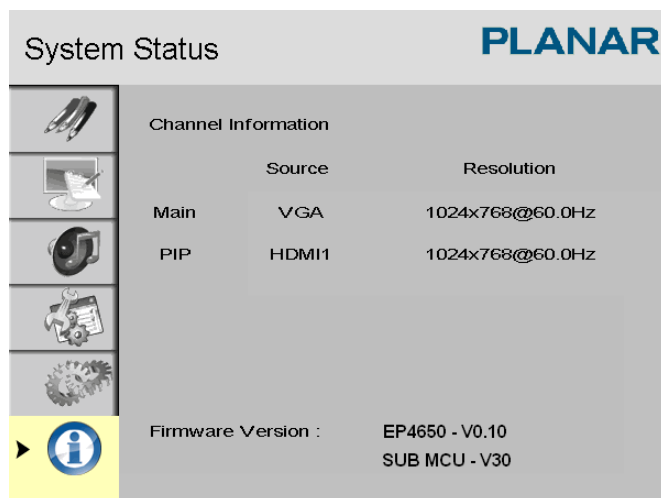 System Status
PLANAR
Channel Information
Source Resolution
Main VGA 1024x768@60.0Hz
PIP HDMI1 1024x768@60.0Hz
Firmware Version : EP4650 - V0.10
SUB MCU - V30